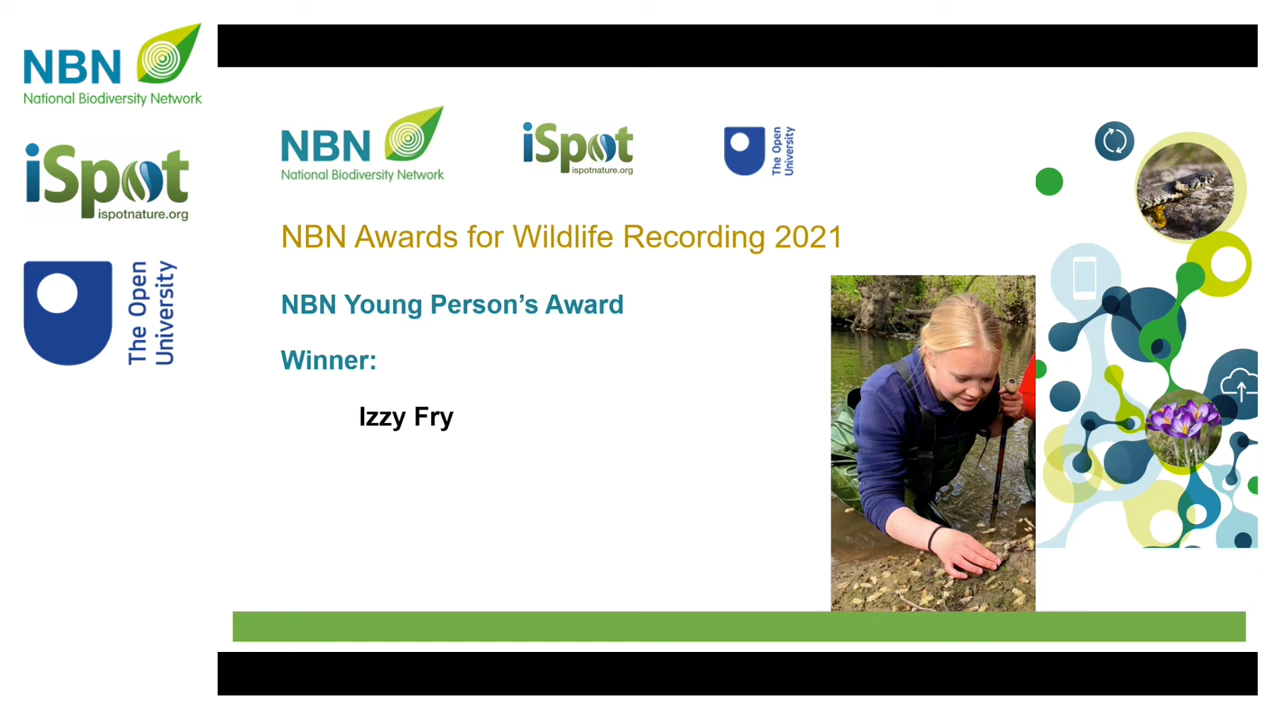 NBN
National Biodiversity Network
iSpot
ispotnature.org
The Open
University
NBN
National Biodiversity Network
iSpot
ispotnature.org
The Open
University
NBN Awards for Wildlife Recording 2021
NBN Young Person’s Award
Winner:
Izzy Fry